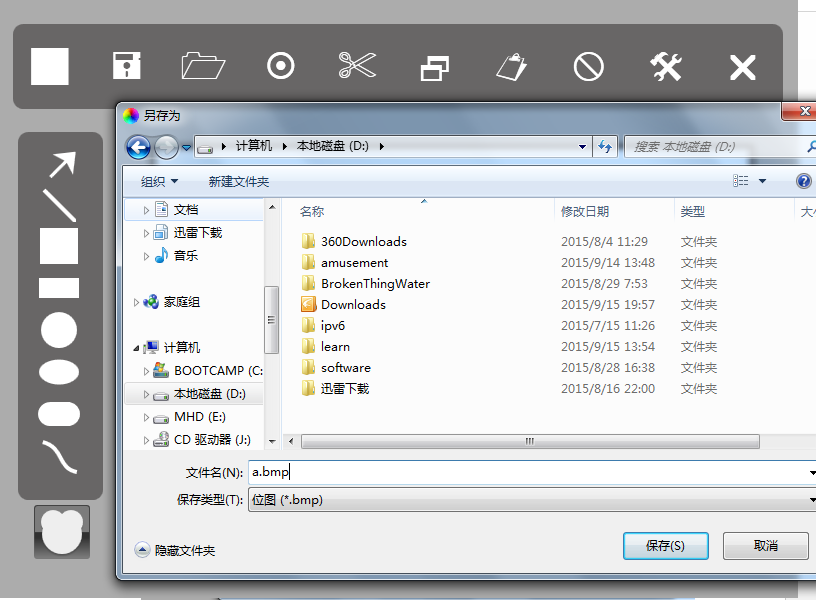 另存为
计算机 本地磁盘 (D:)
搜索 本地磁盘 (D:)
组织 新建文件夹
名称 修改日期 类型
文档
迅雷下载
音乐
家庭组
计算机
BOOTCAMP (C:
本地磁盘 (D:)
MHD (E:)
CD 驱动器 (J:)
360Downloads 2015/8/4 11:29 文件夹
amusement 2015/9/14 13:48 文件夹
BrokenThingWater 2015/8/29 7:53 文件夹
Downloads 2015/9/15 19:57 文件夹
ipv6 2015/7/15 11:26 文件夹
learn 2015/9/15 13:54 文件夹
software 2015/8/28 16:38 文件夹
迅雷下载 2015/8/16 22:00 文件夹
文件名(N): a.bmp
保存类型(T): 位图 (*.bmp)
隐藏文件夹 保存(S) 取消